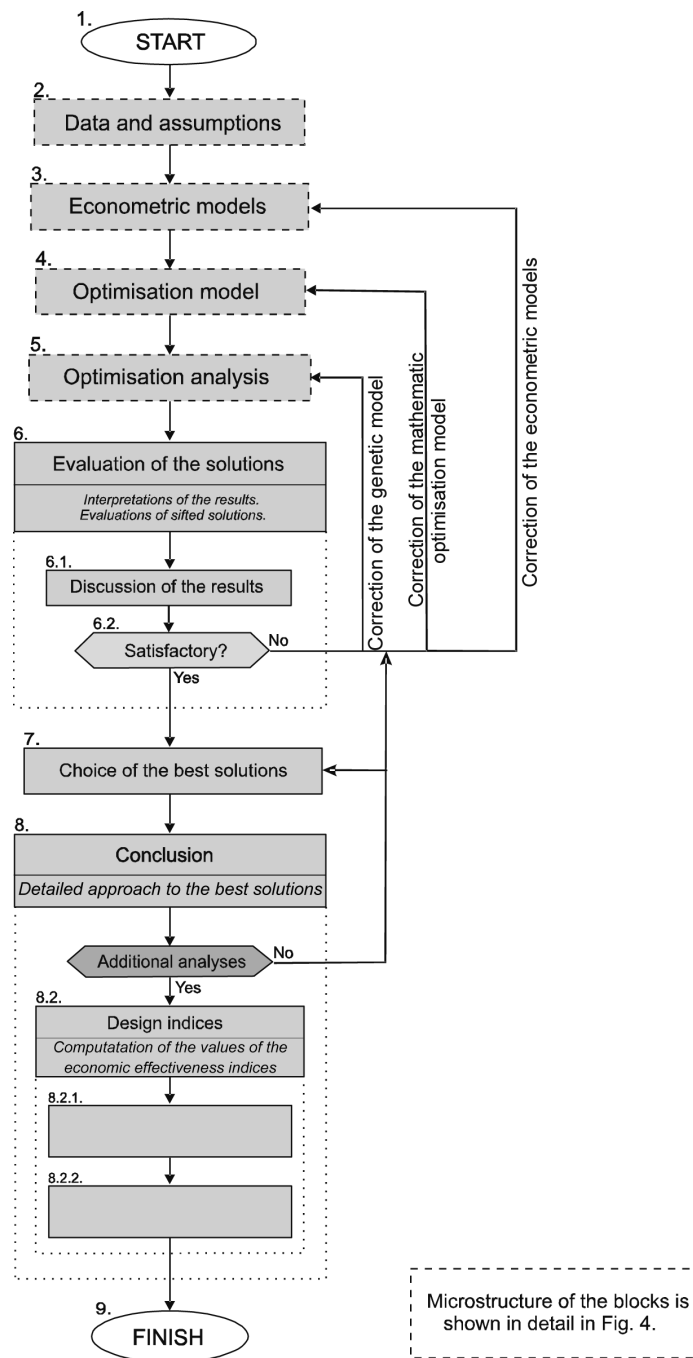 1.
START
2.
Data and assumptions
3.
Econometric models
4.
Optimisation model
5.
Optimisation analysis
6.
Evaluation of the solutions
Interpretations of the results.
Evaluations of sifted solutions.
6.1.
Discussion of the results
6.2.
Satisfactory?
No
Yes
Correction of the genetic model
Correction of the mathematic
optimisation model
Correction of the econometric models
7.
Choice of the best solutions
8.
Conclusion
Detailed approach to the best solutions
Additional analyses
No
Yes
8.2.
Design indices
Computatation of the values of the
economic effectiveness indices
8.2.1.
8.2.2.
9.
FINISH
Microstructure of the blocks is
shown in detail in Fig. 4.